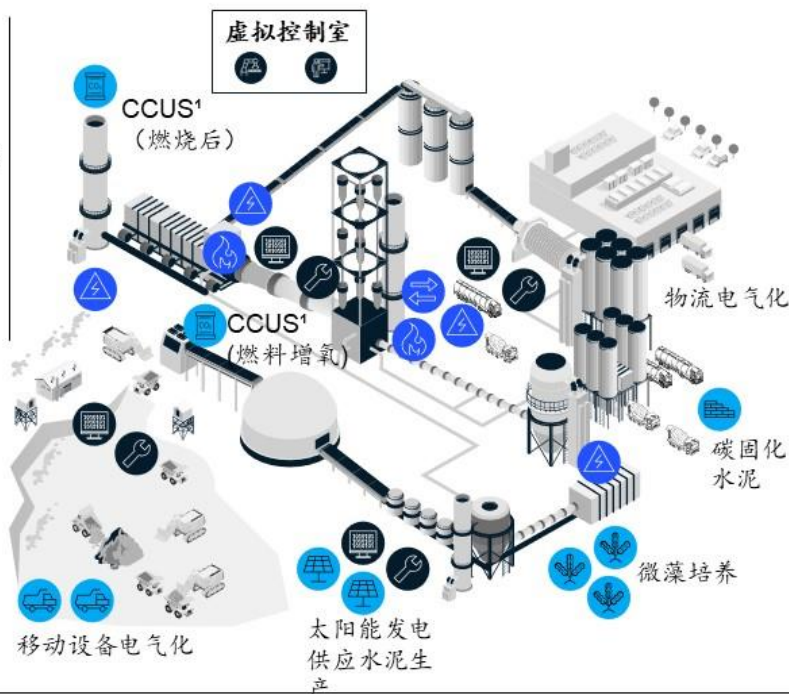 虚拟控制室
CO₂
CCUS¹
（燃烧后）
CO₂
CCUS¹
(燃料增氧)
物流电气化
碳固化
水泥
微藻培养
移动设备电气化
太阳能发电
供应水泥生
产